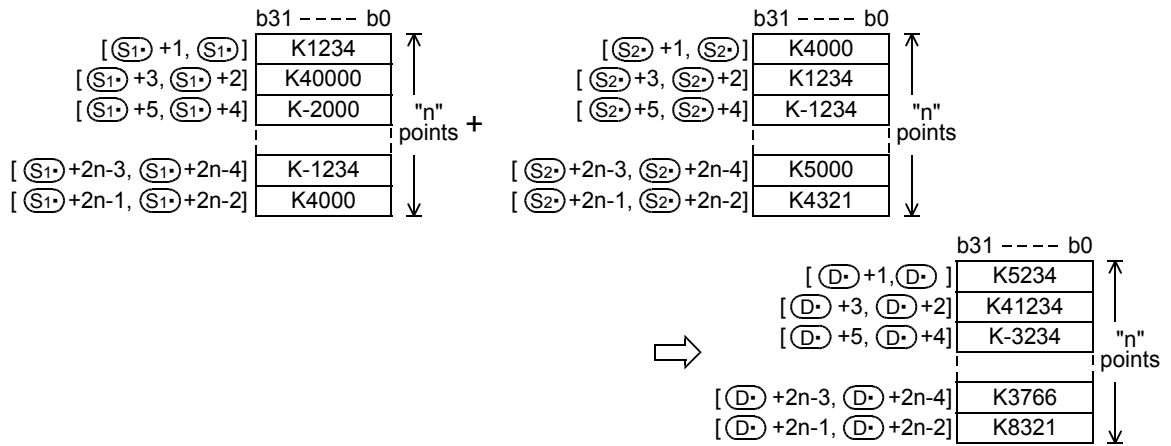 b31 ---- b0
[(S1•) +1, (S1•)] K1234
[(S1•) +3, (S1•) +2] K40000
[(S1•) +5, (S1•) +4] K-2000
[(S1•) +2n-3, (S1•) +2n-4] K-1234
[(S1•) +2n-1, (S1•) +2n-2] K4000
"n"
points
+
b31 ---- b0
[(S2•) +1, (S2•)] K4000
[(S2•) +3, (S2•) +2] K1234
[(S2•) +5, (S2•) +4] K-1234
[(S2•) +2n-3, (S2•) +2n-4] K5000
[(S2•) +2n-1, (S2•) +2n-2] K4321
"n"
points
b31 ---- b0
[(D•) +1, (D•) ] K5234
[(D•) +3, (D•) +2] K41234
[(D•) +5, (D•) +4] K-3234
[(D•) +2n-3, (D•) +2n-4] K3766
[(D•) +2n-1, (D•) +2n-2] K8321
"n"
points